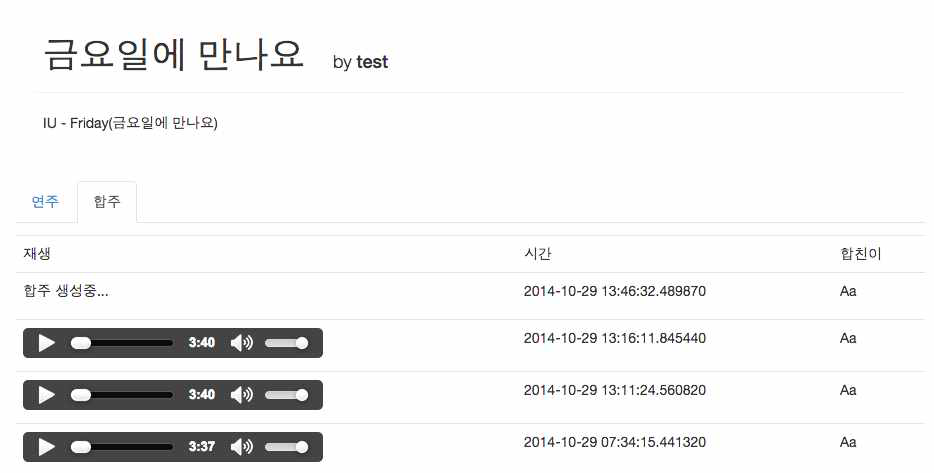 금요일에 만나요 by test
IU - Friday(금요일에 만나요)
연주 합주
재생 시간 합친이
합주 생성중... 2014-10-29 13:46:32.489870 Aa
3:40 2014-10-29 13:16:11.845440 Aa
3:40 2014-10-29 13:11:24.560820 Aa
3:37 2014-10-29 07:34:15.441320 Aa